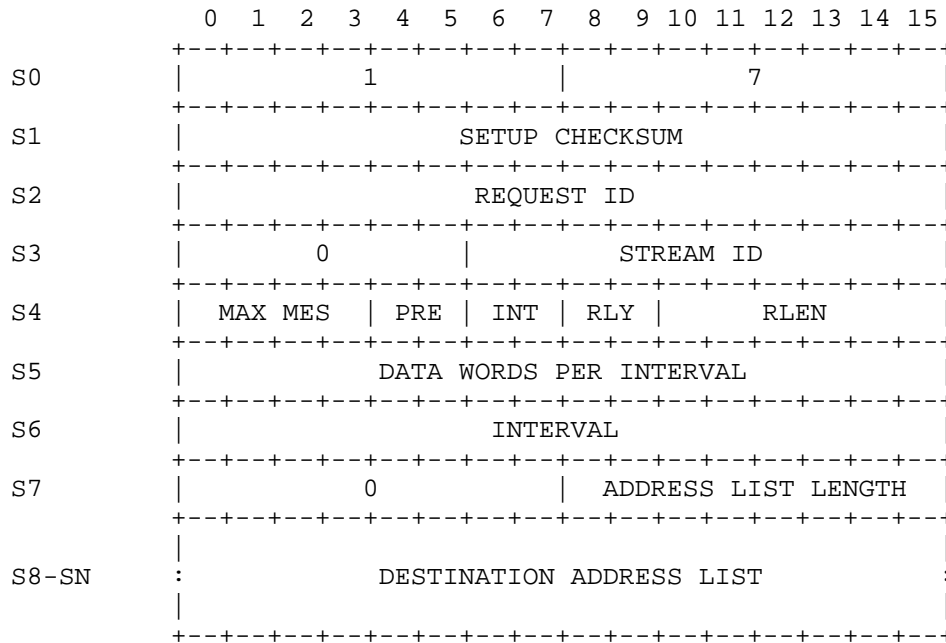 0 1 2 3 4 5 6 7 8 9 10 11 12 13 14 15
+--+--+--+--+--+--+--+--+--+--+--+--+--+--+--+--+
S0 | 1 | 7 |
+--+--+--+--+--+--+--+--+--+--+--+--+--+--+--+--+
S1 | SETUP CHECKSUM |
+--+--+--+--+--+--+--+--+--+--+--+--+--+--+--+--+
S2 | REQUEST ID |
+--+--+--+--+--+--+--+--+--+--+--+--+--+--+--+--+
S3 | 0 | STREAM ID |
+--+--+--+--+--+--+--+--+--+--+--+--+--+--+--+--+
S4 | MAX MES | PRE | INT | RLY | RLEN |
+--+--+--+--+--+--+--+--+--+--+--+--+--+--+--+--+
S5 | DATA WORDS PER INTERVAL |
+--+--+--+--+--+--+--+--+--+--+--+--+--+--+--+--+
S6 | INTERVAL |
+--+--+--+--+--+--+--+--+--+--+--+--+--+--+--+--+
S7 | 0 | ADDRESS LIST LENGTH |
+--+--+--+--+--+--+--+--+--+--+--+--+--+--+--+--+
| |
S8-SN : DESTINATION ADDRESS LIST :
| |
+--+--+--+--+--+--+--+--+--+--+--+--+--+--+--+--+